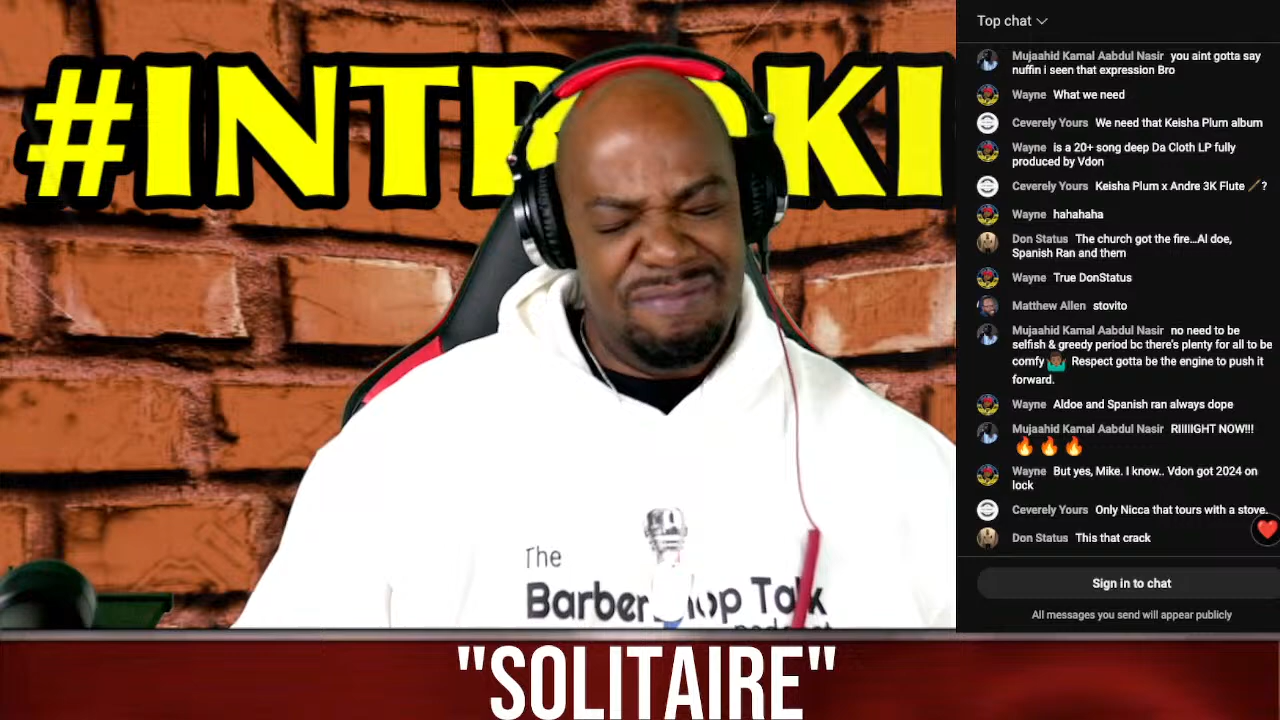 #INTR OKI
The
Barber hop Talk
podcast
"SOLITAIRE"
Top chat
Mujaahid Kamal Aabdul Nasir you aint gotta say
nuffin i seen that expression Bro
Wayne What we need
Ceverely Yours We need that Keisha Plum album
Wayne is a 20+ song deep Da Cloth LP fully
produced by Vdon
Ceverely Yours Keisha Plum x Andre 3K Flute 🪈?
Wayne hahahaha
Don Status The church got the fire...Al doe,
Spanish Ran and them
Wayne True DonStatus
Matthew Allen stovito
Mujaahid Kamal Aabdul Nasir no need to be
selfish & greedy period bc there's plenty for all to be
comfy 🤷🏾‍♂️ Respect gotta be the engine to push it
forward.
Wayne Aldoe and Spanish ran always dope
Mujaahid Kamal Aabdul Nasir RIIIIIGHT NOW!!!
🔥 🔥 🔥
Wayne But yes, Mike. I know.. Vdon got 2024 on
lock
Ceverely Yours Only Nicca that tours with a stove.
Don Status This that crack
Sign in to chat
All messages you send will appear publicly